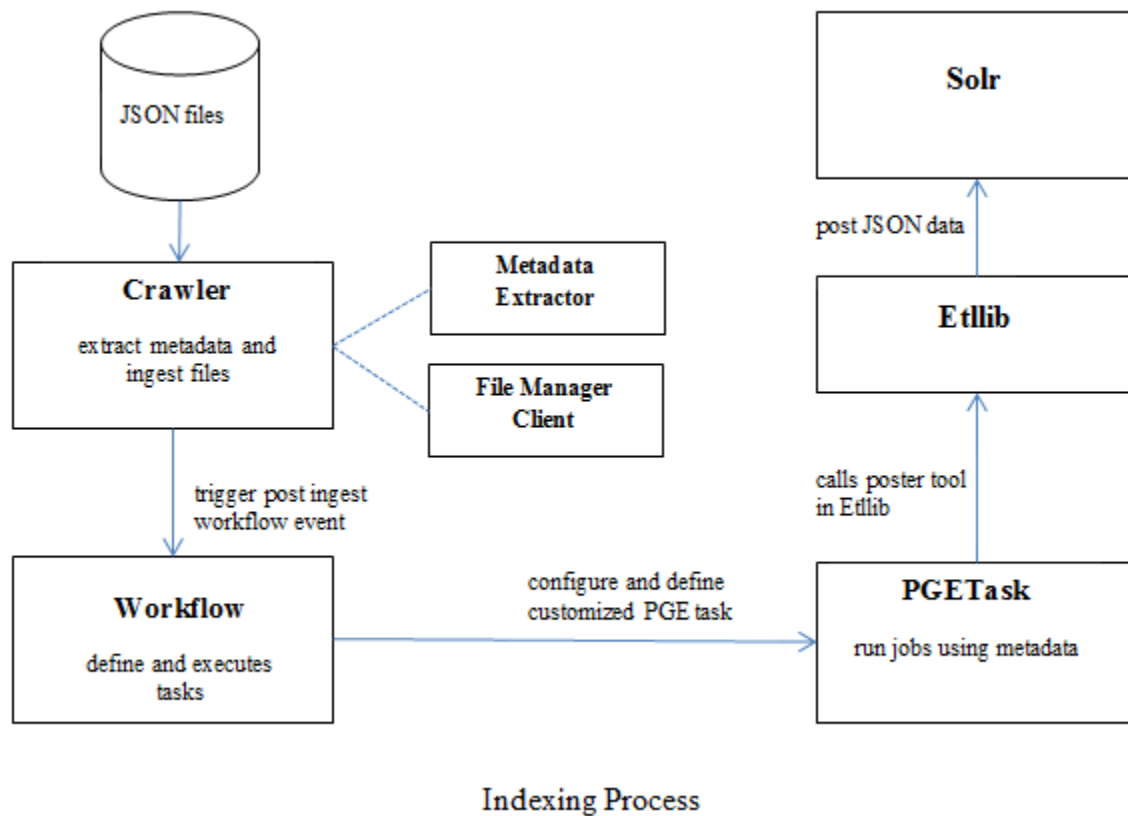 JSON files
Crawler
extract metadata and
ingest files
Metadata
Extractor
File Manager
Client
trigger post ingest
workflow event
Workflow
define and executes
tasks
configure and define
customized PGE task
PGETask
run jobs using metadata
calls poster tool
in Etllib
Etllib
post JSON data
Solr
Indexing Process